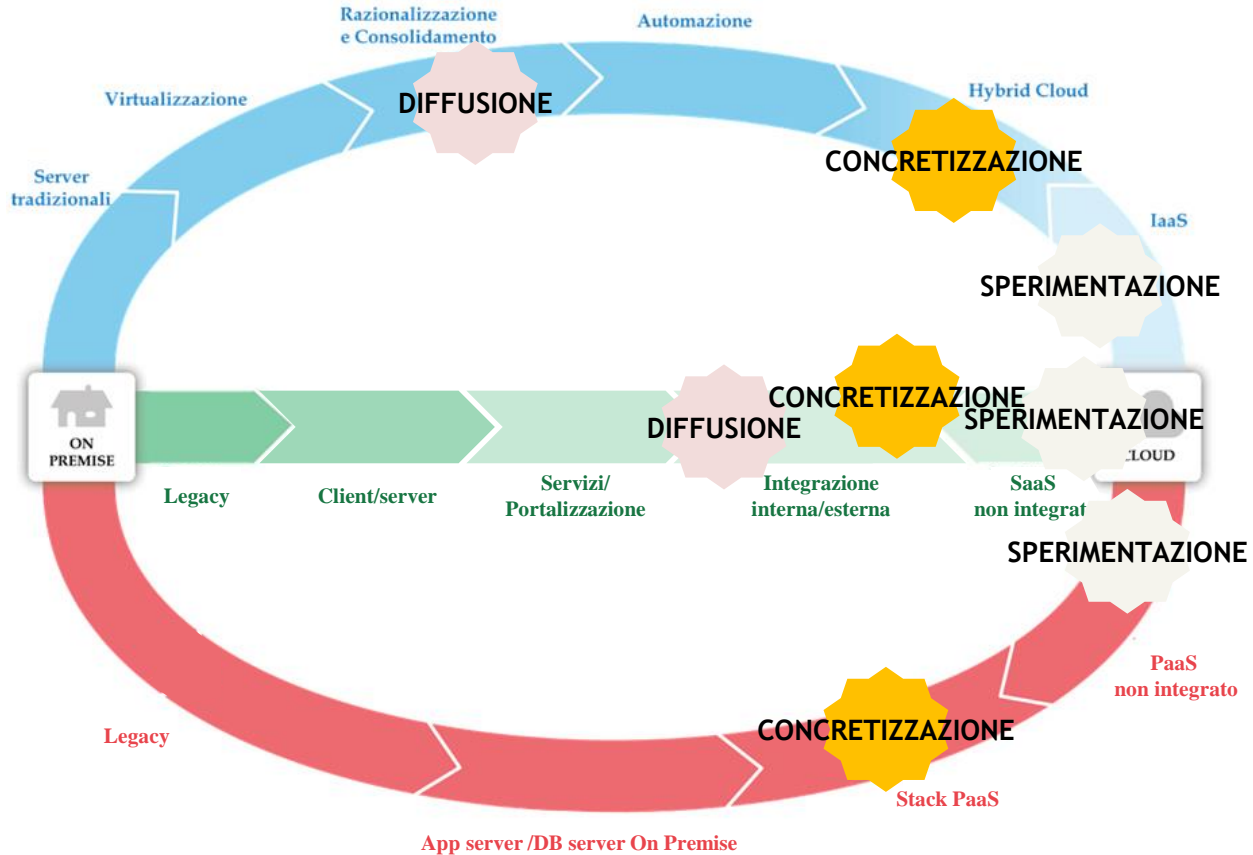 Razionalizzazione
e Consolidamento
Automazione
Virtualizzazione
DIFFUSIONE
Hybrid Cloud
CONCRETIZZAZIONE
Server
tradizionali
IaaS
SPERIMENTAZIONE
CONCRETIZZAZIONE
SPERIMENTAZIONE
DIFFUSIONE
ON
PREMISE
CLOUD
Legacy
Client/server
Servizi/
Portalizzazione
Integrazione
interna/esterna
SaaS
non integrat
SPERIMENTAZIONE
PaaS
non integrato
Legacy
CONCRETIZZAZIONE
Stack PaaS
App server /DB server On Premise